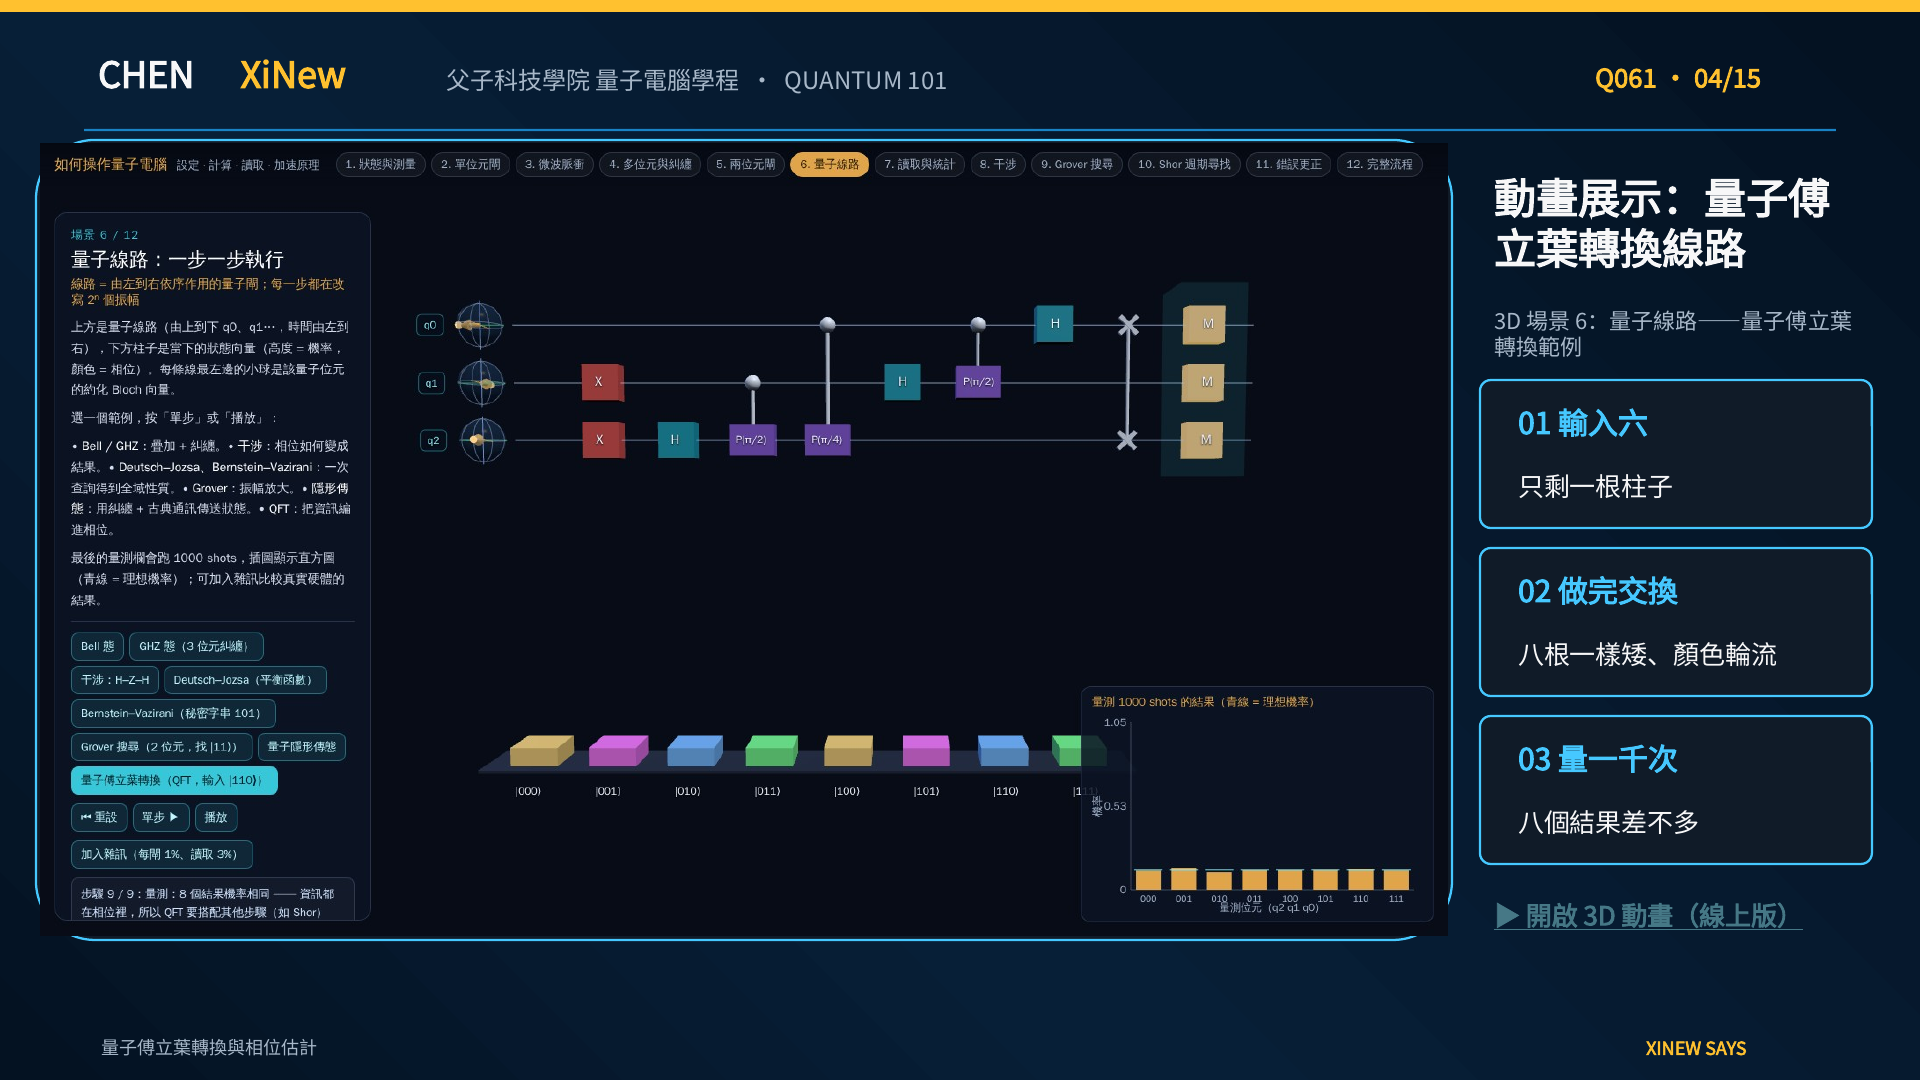 CHEN XiNew
父子科技學院 量子電腦學程 • QUANTUM 101
Q061 • 04/15
如何操作量子電腦 設定 · 計算 · 讀取 · 加速原理
1. 狀態與測量
2. 單位元閘
3. 微波脈衝
4. 多位元與糾纏
5. 兩位元閘
6. 量子線路
7. 讀取與統計
8. 干涉
9. Grover 搜尋
10. Shor 週期尋找
11. 錯誤更正
12. 完整流程
場景 6 / 12
量子線路：一步一步執行
線路 = 由左到右依序作用的量子閘；每一步都在改
寫 2ⁿ 個振幅
上方是量子線路（由上到下 q0、q1⋯，時間由左到
右），下方柱子是當下的狀態向量（高度 = 機率，
顏色 = 相位）。每條線最左邊的小球是該量子位元
的約化 Bloch 向量。
選一個範例，按「單步」或「播放」：
• Bell / GHZ：疊加 + 糾纏。• 干涉：相位如何變成
結果。• Deutsch–Jozsa、Bernstein–Vazirani：一次
查詢得到全域性質。• Grover：振幅放大。• 隱形傳
態：用糾纏 + 古典通訊傳送狀態。• QFT：把資訊編
進相位。
最後的量測欄會跑 1000 shots，插圖顯示直方圖
（青線 = 理想機率）；可加入雜訊比較真實硬體的
結果。
Bell 態
GHZ 態（3 位元糾纏）
干涉：H–Z–H
Deutsch–Jozsa（平衡函數）
Bernstein–Vazirani（秘密字串 101）
Grover 搜尋（2 位元，找 |11⟩）
量子隱形傳態
量子傅立葉轉換（QFT，輸入 |110⟩）
⏮ 重設
單步 ▶
播放
加入雜訊（每閘 1%、讀取 3%）
步驟 9 / 9：量測：8 個結果機率相同 —— 資訊都
在相位裡，所以 QFT 要搭配其他步驟（如 Shor）
q0
H
M
q1
X
H
P(π/2)
M
q2
X
H
P(π/2)
P(π/4)
M
|000⟩
|001⟩
|010⟩
|011⟩
|100⟩
|101⟩
|110⟩
量測 1000 shots 的結果（青線 = 理想機率）
1.05
0.53
0
機率
000 001 010 011 100 101 110 111
量測位元（q2 q1 q0）
動畫展示：量子傅
立葉轉換線路
3D 場景 6：量子線路——量子傅立葉
轉換範例
01 輸入六
只剩一根柱子
02 做完交換
八根一樣矮、顏色輪流
03 量一千次
八個結果差不多
▶ 開啟 3D 動畫（線上版）
量子傅立葉轉換與相位估計
XINEW SAYS